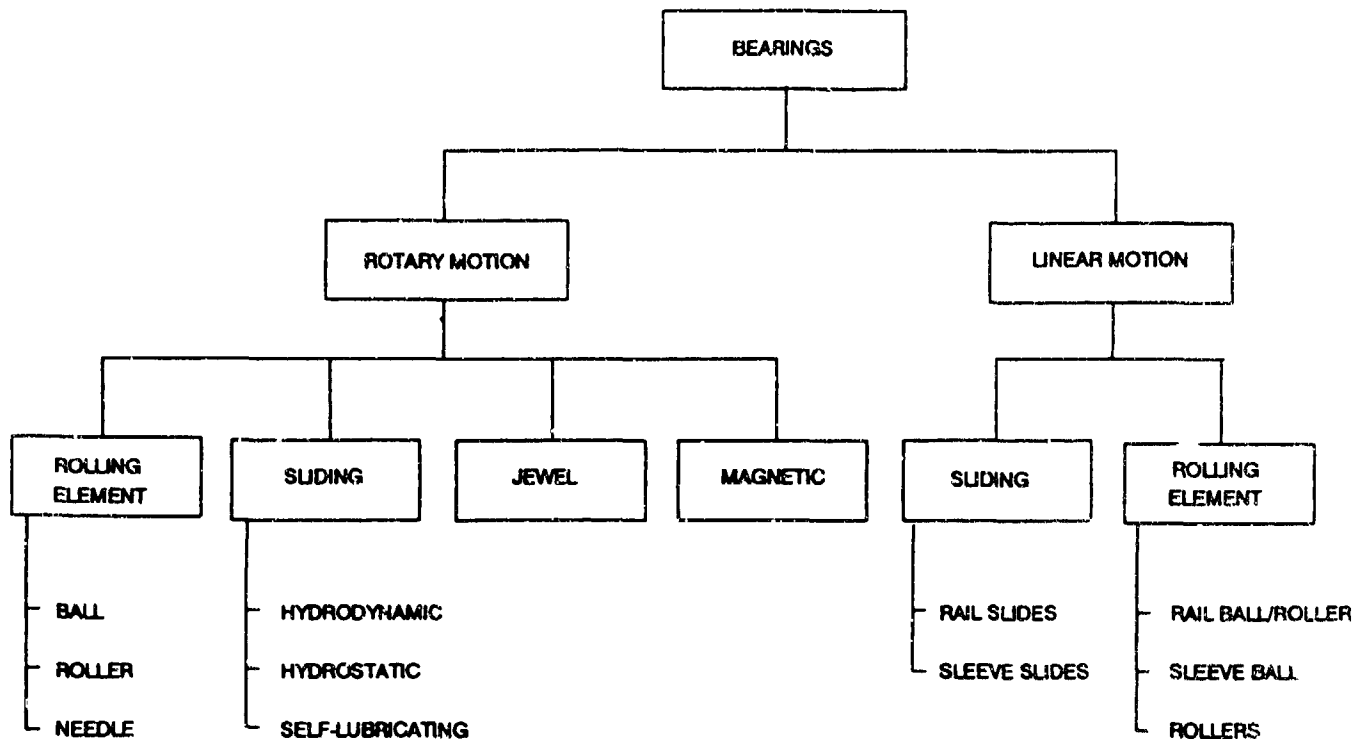 BEARINGS
ROTARY MOTION
LINEAR MOTION
ROLLING
ELEMENT
SLIDING
JEWEL
MAGNETIC
SLIDING
ROLLING
ELEMENT
BALL
ROLLER
NEEDLE
HYDRODYNAMIC
HYDROSTATIC
SELF-LUBRICATING
RAIL SLIDES
SLEEVE SLIDES
RAIL BALL/ROLLER
SLEEVE BALL
ROLLERS